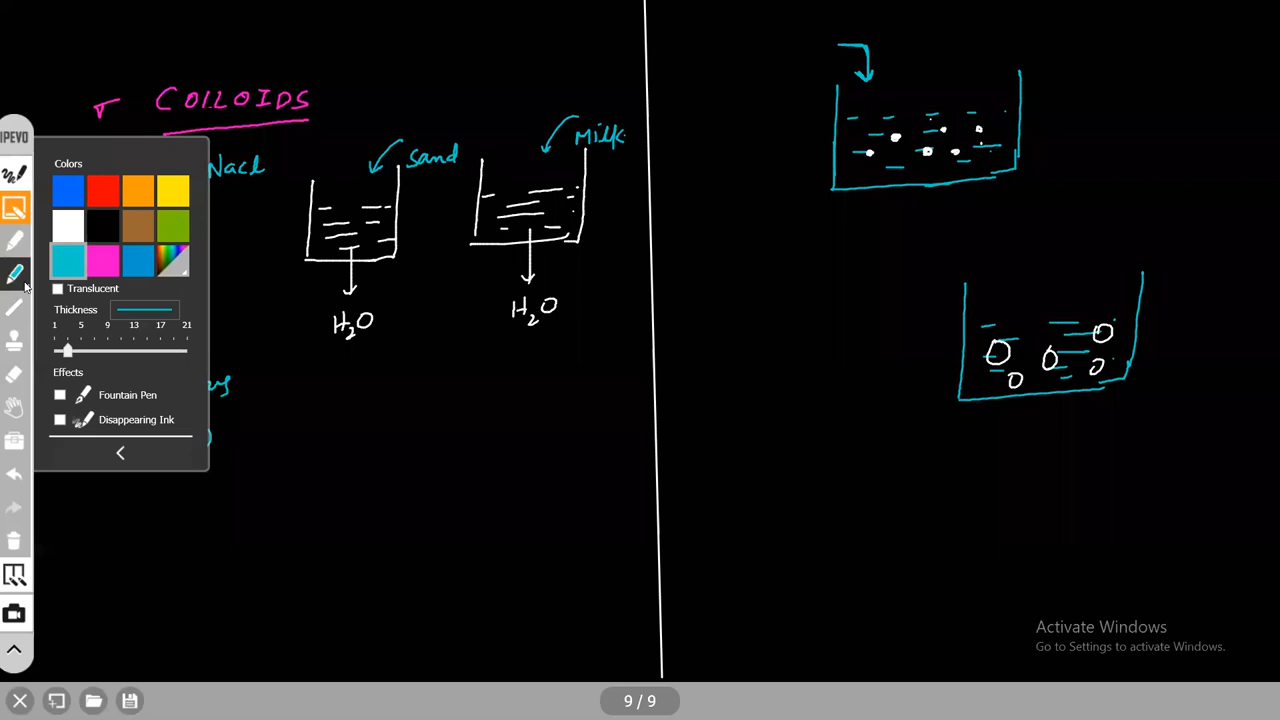 COLLOIDS
Nacl
Sand
Milk
H₂O
H₂O
IPEVO
Colors
Translucent
Thickness
1 5 9 13 17 21
Effects
Fountain Pen
Disappearing Ink
Activate Windows
Go to Settings to activate Windows.
9 / 9